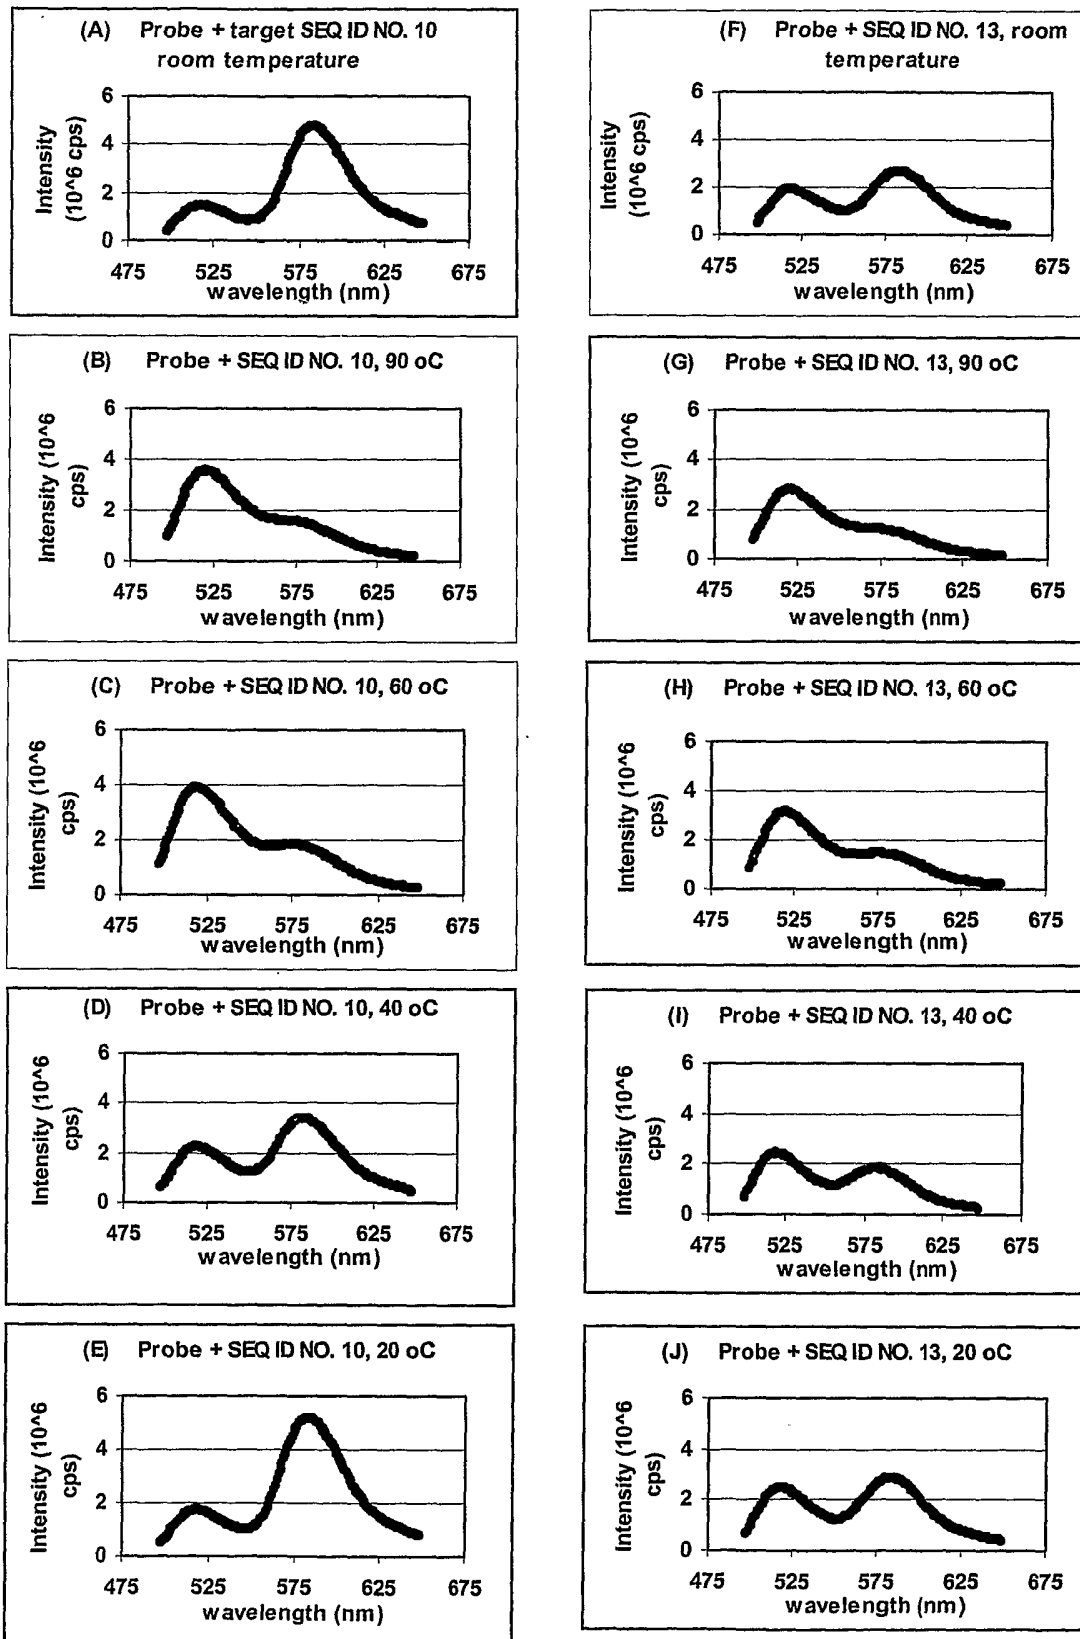 (A) Probe + target SEQ ID NO. 10
room temperature
Intensity
(10^6 cps)
6
4
2
0
475 525 575 625 675
wavelength (nm)
(B) Probe + SEQ ID NO. 10, 90 oC
Intensity (10^6
cps)
6
4
2
0
475 525 575 625 675
wavelength (nm)
(C) Probe + SEQ ID NO. 10, 60 oC
Intensity (10^6
cps)
6
4
2
0
475 525 575 625 675
wavelength (nm)
(D) Probe + SEQ ID NO. 10, 40 oC
Intensity (10^6
cps)
6
4
2
0
475 525 575 625 675
wavelength (nm)
(E) Probe + SEQ ID NO. 10, 20 oC
Intensity (10^6
cps)
6
4
2
0
475 525 575 625 675
wavelength (nm)
(F) Probe + SEQ ID NO. 13, room
temperature
Intensity
(10^6 cps)
6
4
2
0
475 525 575 625 675
wavelength (nm)
(G) Probe + SEQ ID NO. 13, 90 oC
Intensity (10^6
cps)
6
4
2
0
475 525 575 625 675
wavelength (nm)
(H) Probe + SEQ ID NO. 13, 60 oC
Intensity (10^6
cps)
6
4
2
0
475 525 575 625 675
wavelength (nm)
(I) Probe + SEQ ID NO. 13, 40 oC
Intensity (10^6
cps)
6
4
2
0
475 525 575 625 675
wavelength (nm)
(J) Probe + SEQ ID NO. 13, 20 oC
Intensity (10^6
cps)
6
4
2
0
475 525 575 625 675
wavelength (nm)